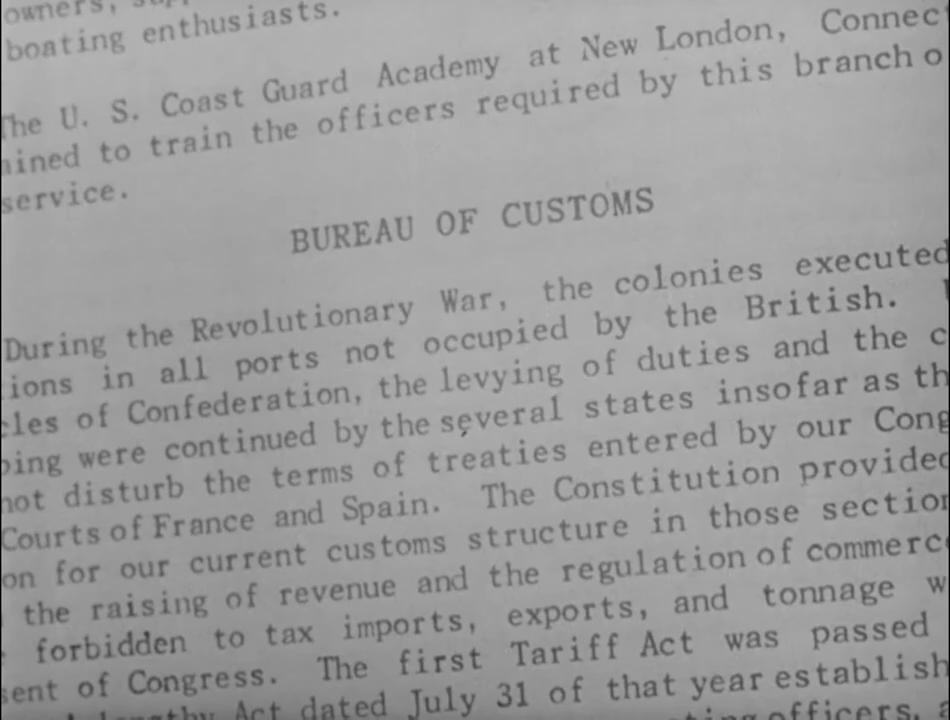 owners,
boating enthusiasts.
The U. S. Coast Guard Academy at New London, Connec
ained to train the officers required by this branch o
service.
BUREAU OF CUSTOMS
During the Revolutionary War, the colonies executed
ions in all ports not occupied by the British.
cles of Confederation, the levying of duties and the c
ping were continued by the several states insofar as th
not disturb the terms of treaties entered by our Cong
Courts of France and Spain. The Constitution provided
on for our current customs structure in those section
the raising of revenue and the regulation of commerc
forbidden to tax imports, exports, and tonnage w
sent of Congress. The first Tariff Act was passed
lengthy Act dated July 31 of that year establish
officers,